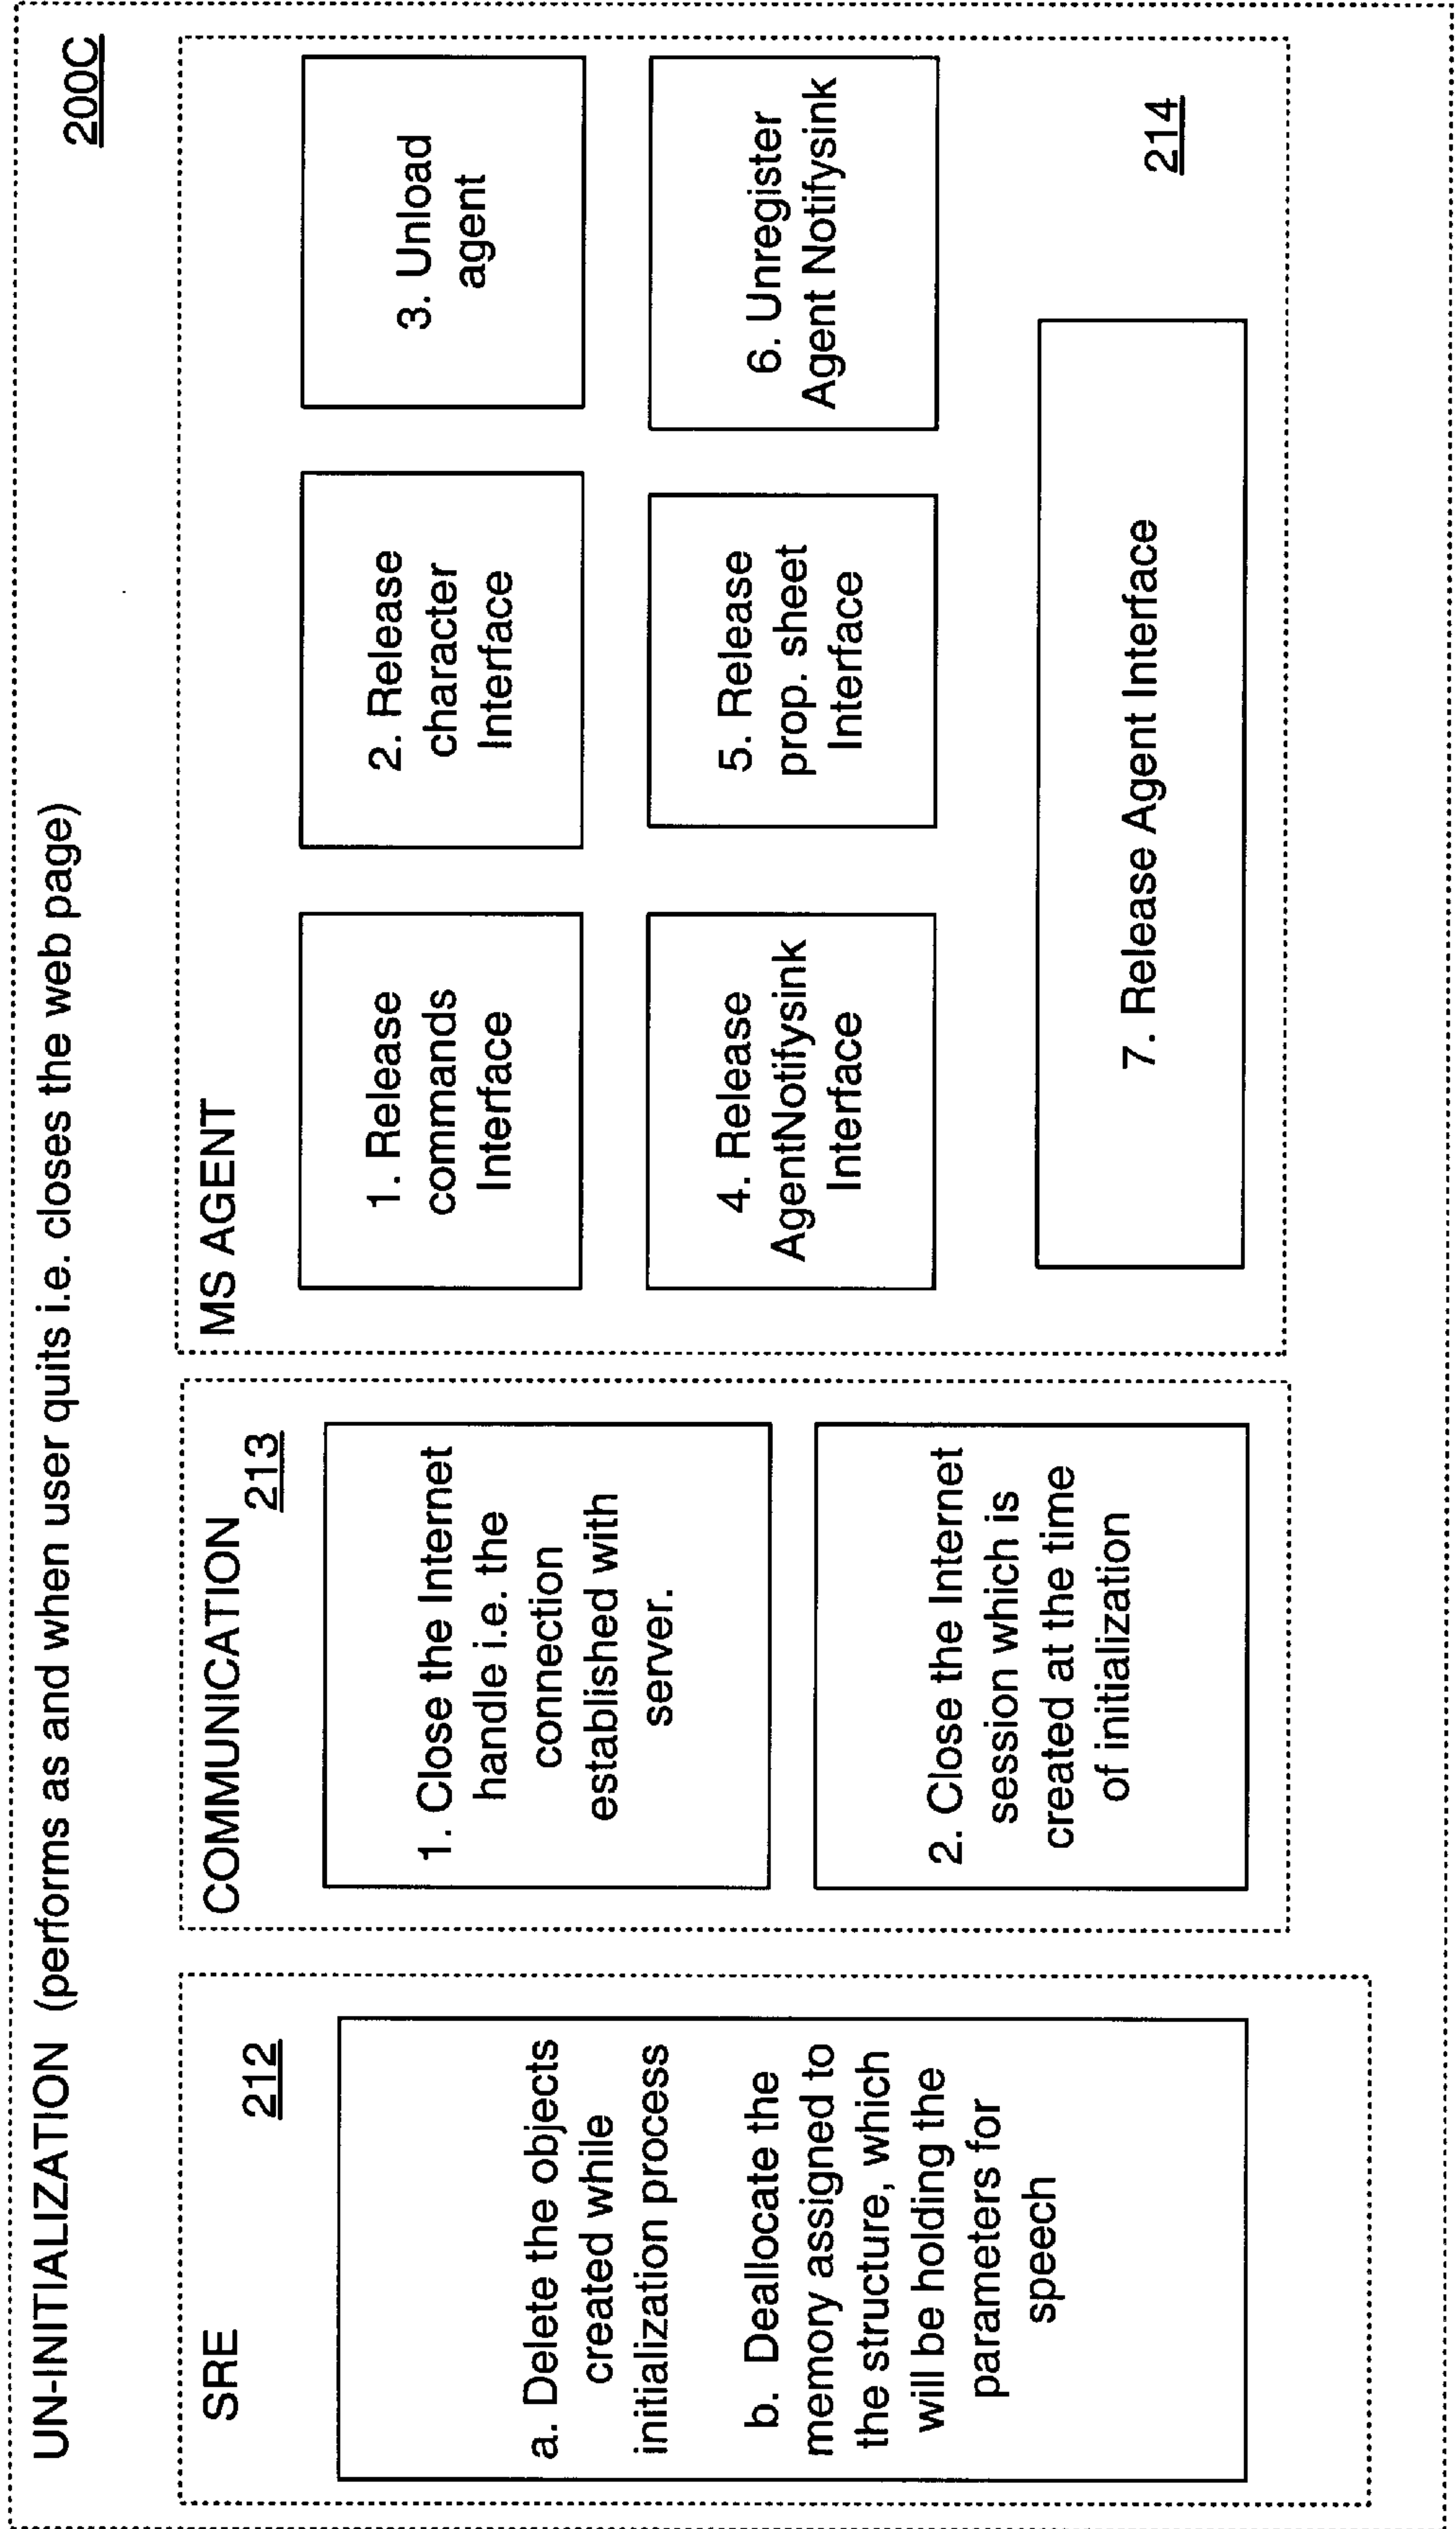 UN-INITIALIZATION (performs as and when user quits i.e. closes the web page)
200C
SRE
212
a. Delete the objects
created while
initialization process
b. Deallocate the
memory assigned to
the structure, which
will be holding the
parameters for
speech
COMMUNICATION
213
1. Close the Internet
handle i.e. the
connection
established with
server.
2. Close the Internet
session which is
created at the time
of initialization
MS AGENT
1. Release
commands
Interface
2. Release
character
Interface
3. Unload
agent
4. Release
AgentNotifysink
Interface
5. Release
prop. sheet
Interface
6. Unregister
Agent Notifysink
7. Release Agent Interface
214